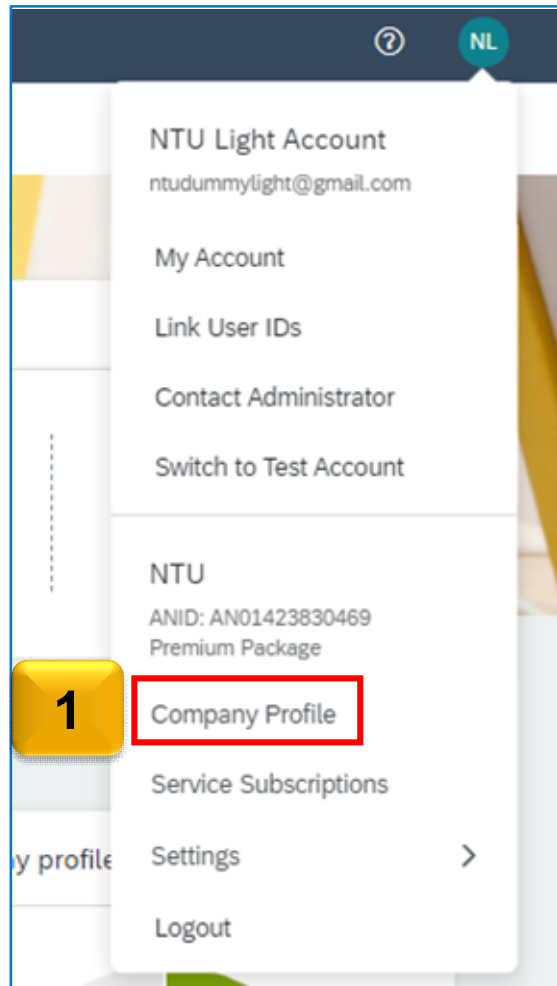 ?
NL
NTU Light Account
ntudummylight@gmail.com
My Account
Link User IDs
Contact Administrator
Switch to Test Account
NTU
ANID: AN01423830469
Premium Package
1
Company Profile
Service Subscriptions
y profile
Settings
Logout